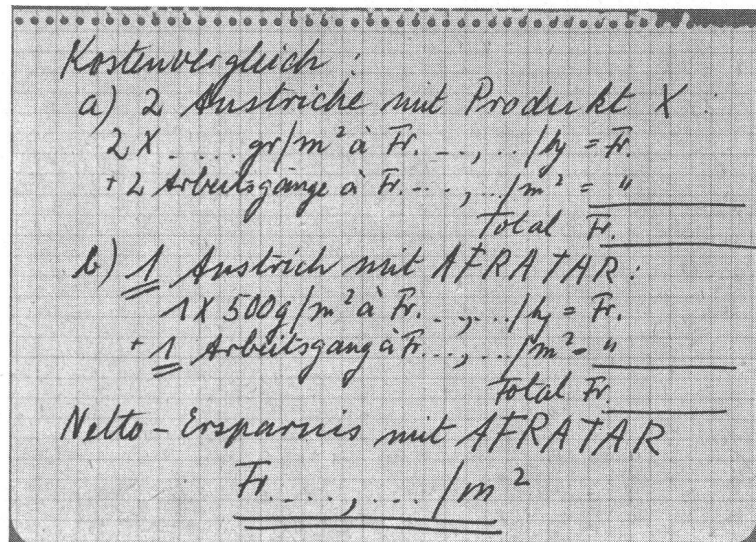 Kostenvergleich:
a) 2 Anstriche mit Produkt X:
2 X ..... gr/m² à Fr. ...,../kg = Fr.
+ 2 Arbeitsgänge à Fr. ...,.../m² = "
Total Fr.
b) 1 Anstrich mit AFRATAR:
1 X 500g/m² à Fr. ...,.../kg = Fr.
+ 1 Arbeitsgang à Fr. ...,.../m² = "
Total Fr.
Netto-Ersparnis mit AFRATAR
Fr. ...,.../m²